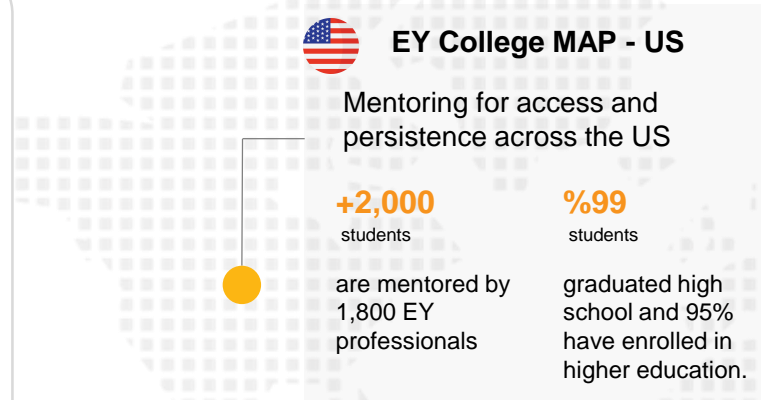 EY College MAP - US
Mentoring for access and
persistence across the US
+2,000
students
are mentored by
1,800 EY
professionals
%99
students
graduated high
school and 95%
have enrolled in
higher education.